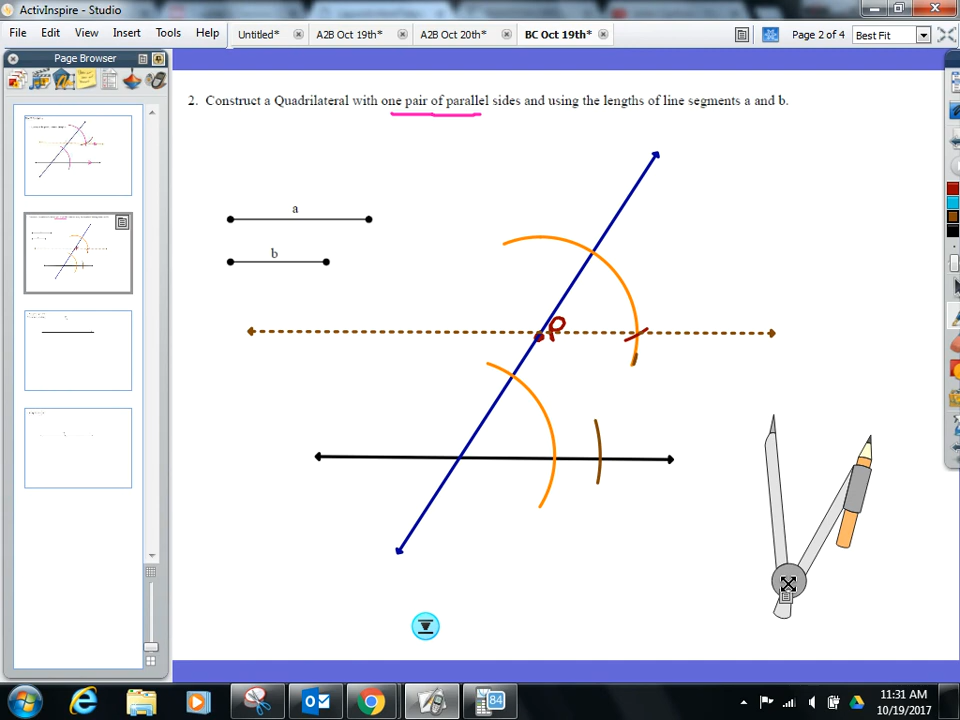 ActivInspire - Studio
File Edit View Insert Tools Help
Untitled* A2B Oct 19th* A2B Oct 20th* BC Oct 19th*
Page 2 of 4 Best Fit
Page Browser
2. Construct a Quadrilateral with one pair of parallel sides and using the lengths of line segments a and b.
a
b
P
84
11:31 AM
10/19/2017